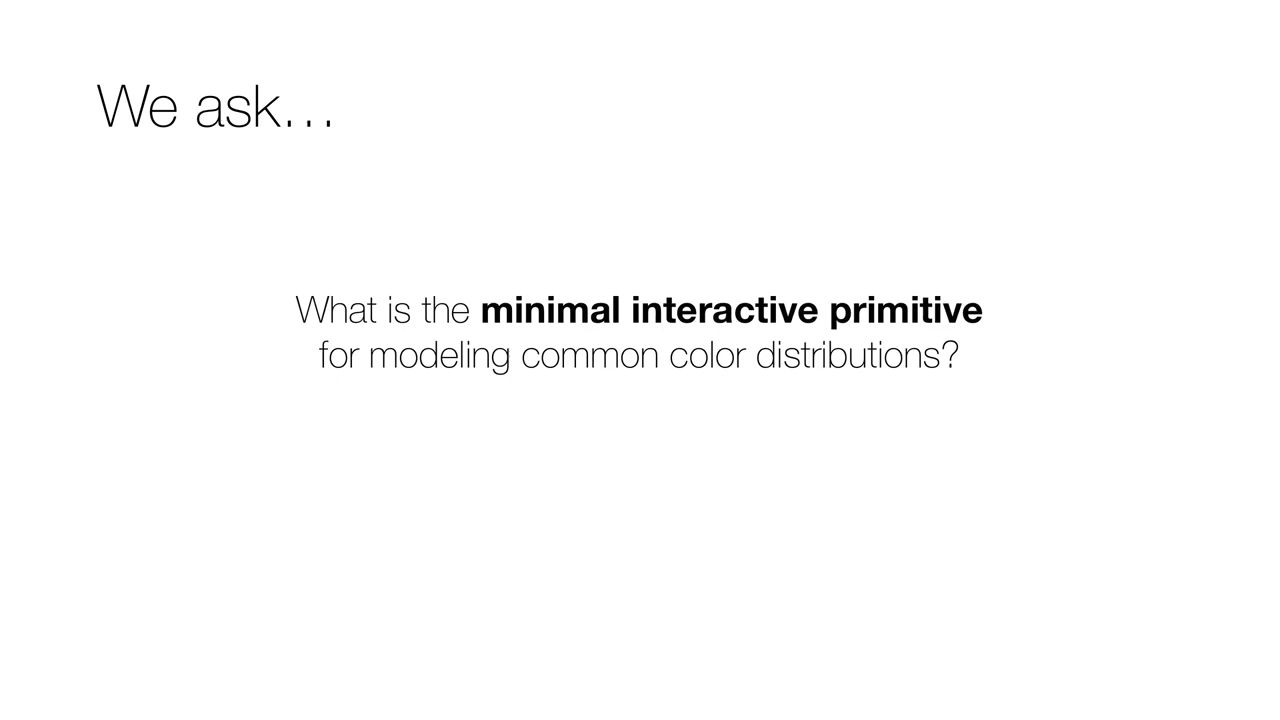 We ask…
What is the minimal interactive primitive
for modeling common color distributions?